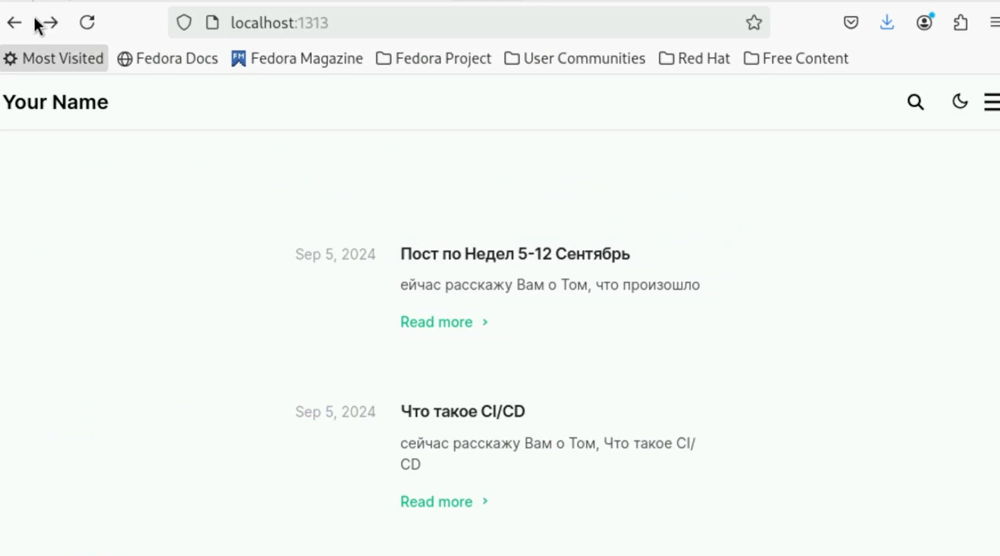 localhost:1313
Most Visited Fedora Docs FM Fedora Magazine Fedora Project User Communities Red Hat Free Content
Your Name
Sep 5, 2024 Пост по Недел 5-12 Сентябрь
ейчас расскажу Вам о Том, что произошло
Read more
Sep 5, 2024 Что такое CI/CD
сейчас расскажу Вам о Том, Что такое CI/
CD
Read more